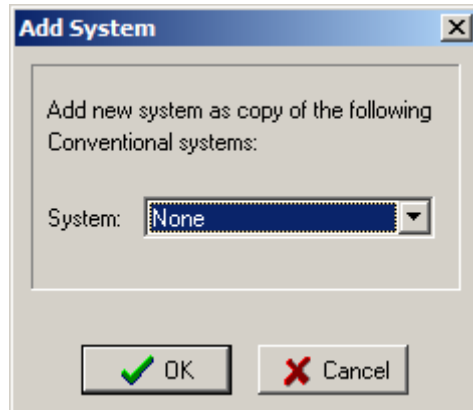 Add System
Add new system as copy of the following
Conventional systems:
System: None
OK Cancel